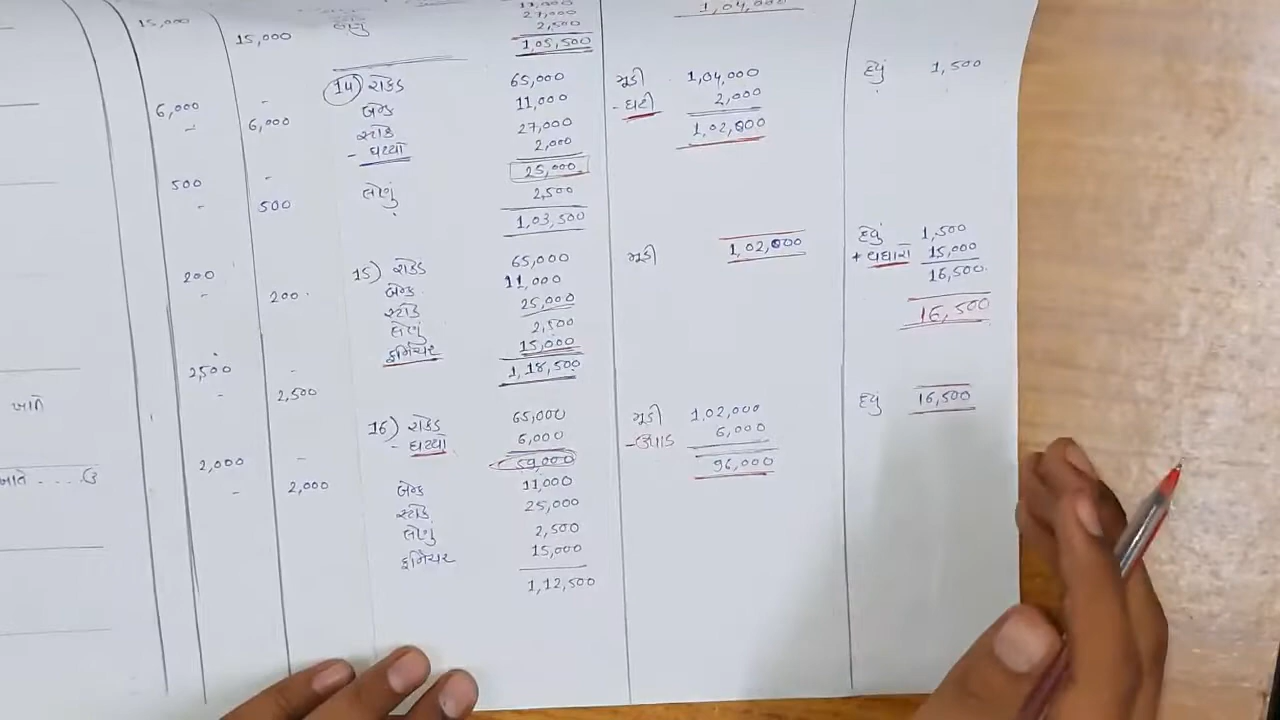 15,000
15,000
6,000 -
- 6,000
500 -
- 500
200
- 200
2,500 -
- 2,500
ખાતે
2,000 -
ખાતે ....ઉ
- 2,000
27,000
2,500
1,05,500
14) રોકડ 65,000
બેન્ક 11,000
સ્ટોક 27,000
- ઘટ્યો 2,000
25,000
લેણું 2,500
1,03,500
15) રોકડ 65,000
બેન્ક 11,000
સ્ટોક 25,000
લેણું 2,500
ફર્નિચર 15,000
1,18,500
16) રોકડ 65,000
- ઘટ્યો 6,000
59,000
બેન્ક 11,000
સ્ટોક 25,000
લેણું 2,500
ફર્નિચર 15,000
1,12,500
1,04,000
મૂડી 1,04,000
- ઘટી 2,000
1,02,000
મૂડી 1,02,000
મૂડી 1,02,000
- ઉપાડ 6,000
96,000
દેવું 1,500
દેવું 1,500
+ વધારો 15,000
16,500
16,500
દેવું 16,500